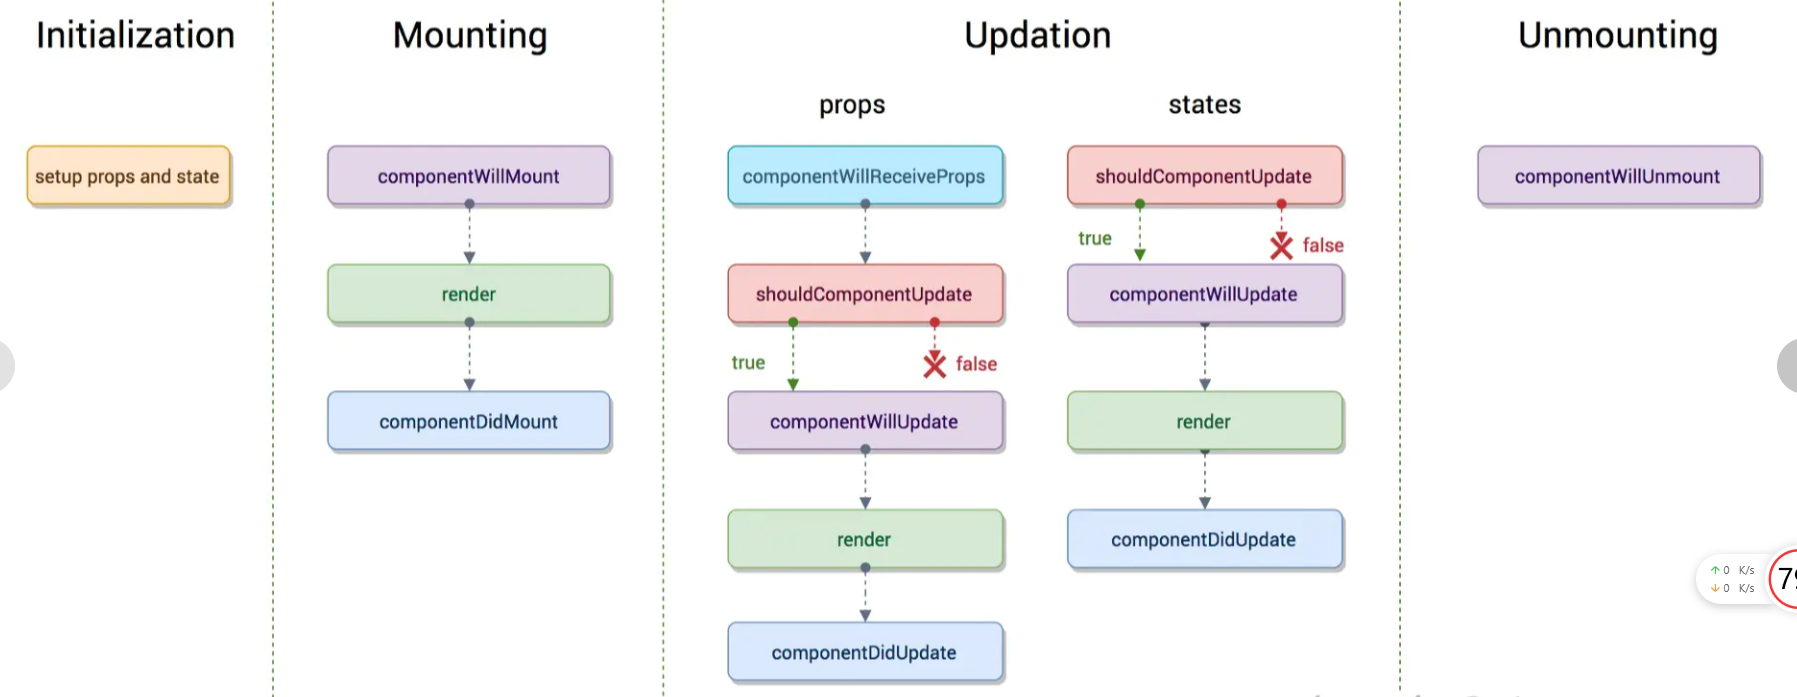 Initialization
Mounting
Updation
Unmounting
props
states
setup props and state
componentWillMount
componentWillReceiveProps
shouldComponentUpdate
componentWillUnmount
true
false
render
shouldComponentUpdate
componentWillUpdate
true
false
componentDidMount
componentWillUpdate
render
render
componentDidUpdate
↑ 0 K/s
↓ 0 K/s
componentDidUpdate